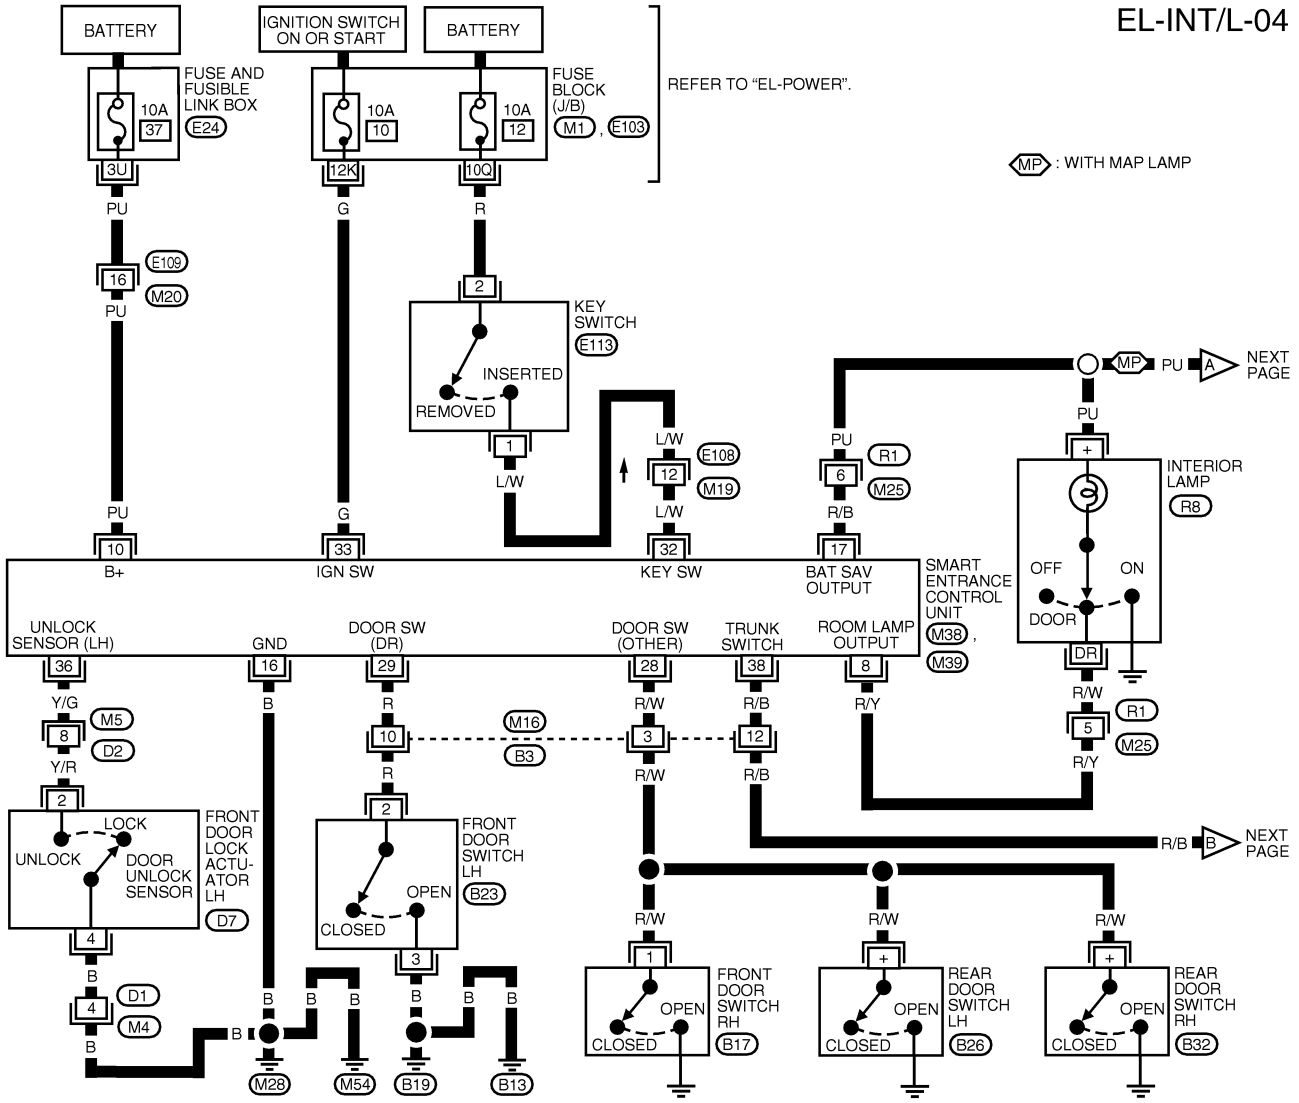 EL-INT/L-04
BATTERY
IGNITION SWITCH
ON OR START
BATTERY
FUSE AND
FUSIBLE
LINK BOX
E24
10A
37
10A
10
10A
12
FUSE
BLOCK
(J/B)
M1 , E103
REFER TO “EL-POWER”.
MP : WITH MAP LAMP
3U
12K
10Q
PU
G
R
16
E109
M20
PU
2
KEY
SWITCH
E113
INSERTED
REMOVED
1
L/W
L/W
12
E108
M19
L/W
PU
6
R1
M25
R/B
MP
PU
A
NEXT
PAGE
PU
+
INTERIOR
LAMP
R8
OFF
ON
DOOR
DR
R/W
5
R1
M25
R/Y
PU
G
10
33
32
17
B+
IGN SW
KEY SW
BAT SAV
OUTPUT
SMART
ENTRANCE
CONTROL
UNIT
M38 ,
M39
UNLOCK
SENSOR (LH)
GND
DOOR SW
(DR)
DOOR SW
(OTHER)
TRUNK
SWITCH
ROOM LAMP
OUTPUT
36
16
29
28
38
8
Y/G
B
R
R/W
R/B
R/Y
8
M5
D2
10
M16
B3
3
12
Y/R
R
R/W
R/B
2
LOCK
UNLOCK
DOOR
UNLOCK
SENSOR
FRONT
DOOR
LOCK
ACTU-
ATOR
LH
D7
4
B
4
D1
M4
B
2
FRONT
DOOR
SWITCH
LH
B23
OPEN
CLOSED
3
R/B
B
NEXT
PAGE
R/W
R/W
R/W
1
+
+
FRONT
DOOR
SWITCH
RH
B17
OPEN
CLOSED
REAR
DOOR
SWITCH
LH
B26
OPEN
CLOSED
REAR
DOOR
SWITCH
RH
B32
OPEN
CLOSED
B
B
B
B
B
B
B
M28
M54
B19
B13